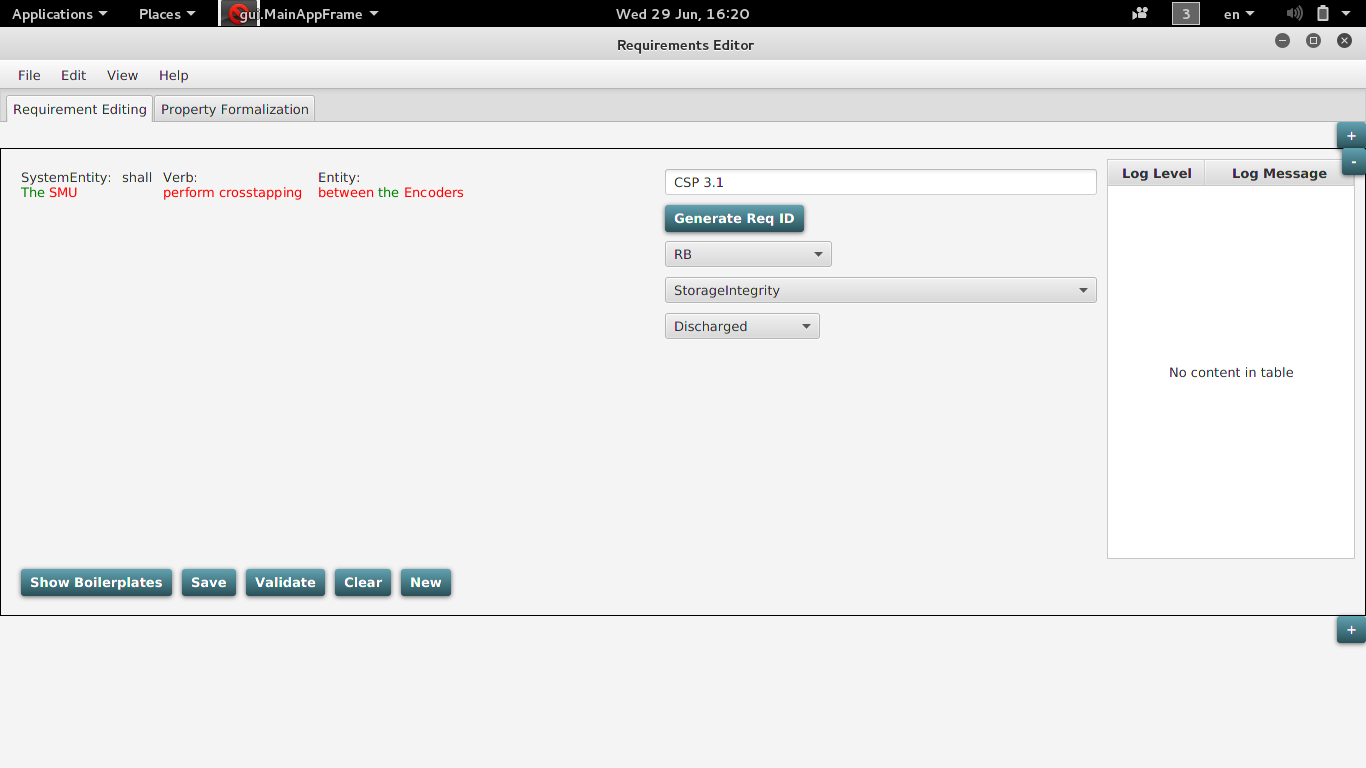 Applications Places gui.MainAppFrame Wed 29 Jun, 16:20 3 en
Requirements Editor
File Edit View Help
Requirement Editing Property Formalization
+
-
SystemEntity: shall Verb: Entity:
The SMU perform crosstapping between the Encoders
CSP 3.1
Generate Req ID
RB
StorageIntegrity
Discharged
Log Level Log Message
No content in table
Show Boilerplates Save Validate Clear New
+